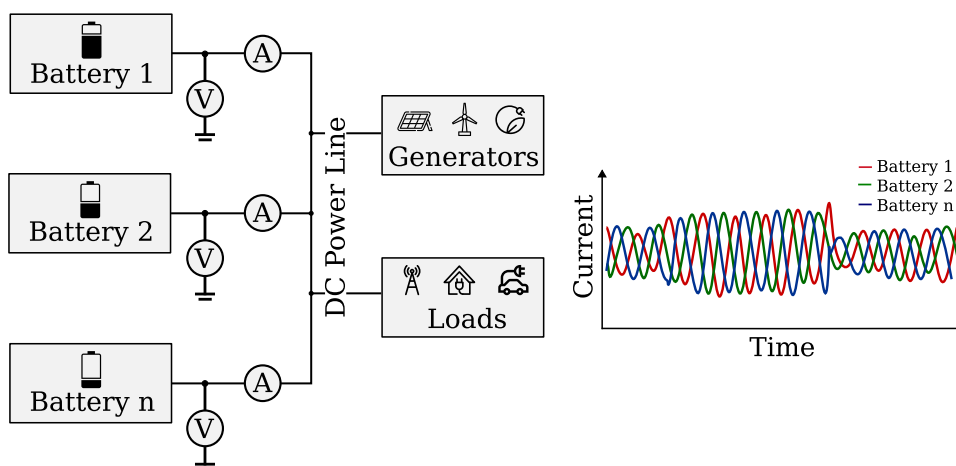 Battery 1
A
V
Battery 2
A
V
Battery n
A
V
DC Power Line
Generators
Loads
Current
Time
Battery 1
Battery 2
Battery n